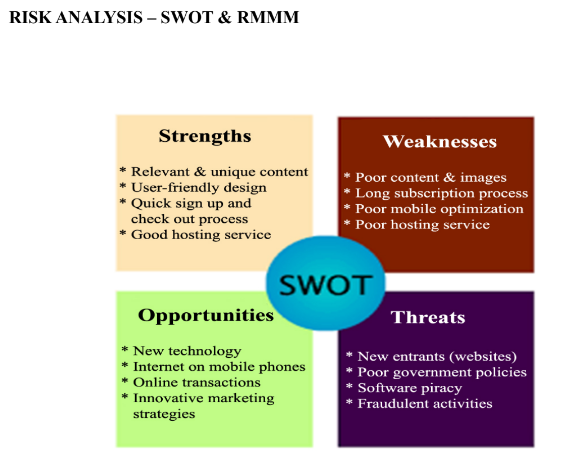 RISK ANALYSIS – SWOT & RMMM
Strengths
* Relevant & unique content
* User-friendly design
* Quick sign up and
check out process
* Good hosting service
Weaknesses
* Poor content & images
* Long subscription process
* Poor mobile optimization
* Poor hosting service
SWOT
Opportunities
* New technology
* Internet on mobile phones
* Online transactions
* Innovative marketing
strategies
Threats
* New entrants (websites)
* Poor government policies
* Software piracy
* Fraudulent activities